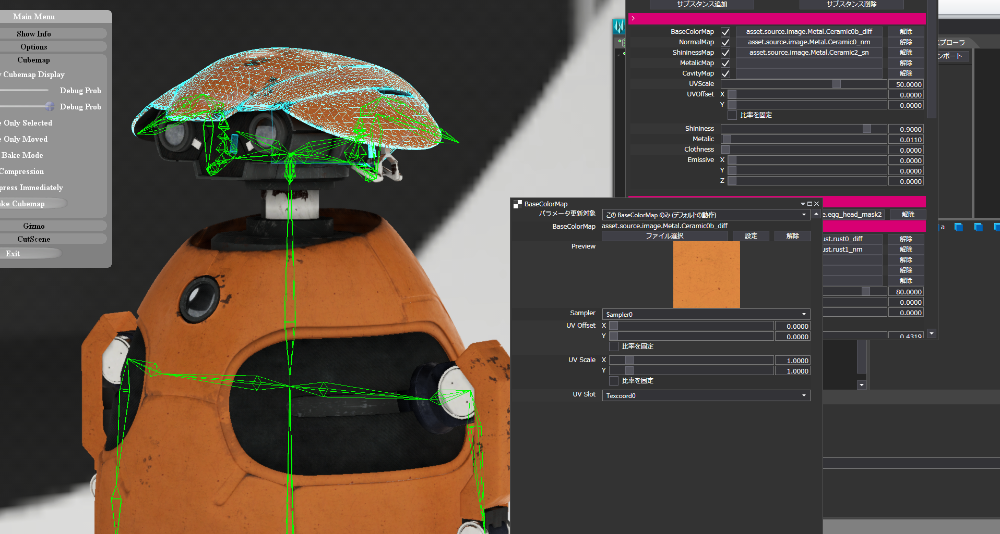 Main Menu
Show Info
Options
Cubemap
Cubemap Display
Debug Prob
Debug Prob
Only Selected
Only Moved
Bake Mode
Compression
Immediately
Cubemap
Gizmo
CutScene
Exit
サブスタンス追加 サブスタンス削除
>
BaseColorMap asset.source.image.Metal.Ceramic0b_diff 解除
NormalMap asset.source.image.Metal.Ceramic0_nm 解除
ShininessMap asset.source.image.Metal.Ceramic2_sn 解除
MetalicMap 解除
CavityMap 解除
UVScale 50.0000
UVOffset X 0.0000
Y 0.0000
比率を固定
Shininess 0.9000
Metalic 0.0110
Clothness 0.0000
Emissive X 0.0000
Y 0.0000
Z 0.0000
e.egg_head_mask2 解除
ust.rust0_diff 解除
ust.rust1_nm 解除
解除
解除
解除
80.0000
0.0000
0.0000
0.4319
プローラ
ンポート
a
BaseColorMap
パラメータ更新対象 この BaseColorMap のみ (デフォルトの動作)
BaseColorMap asset.source.image.Metal.Ceramic0b_diff
ファイル選択 設定 解除
Preview
Sampler Sampler0
UV Offset X 0.0000
Y 0.0000
比率を固定
UV Scale X 1.0000
Y 1.0000
比率を固定
UV Slot Texcoord0